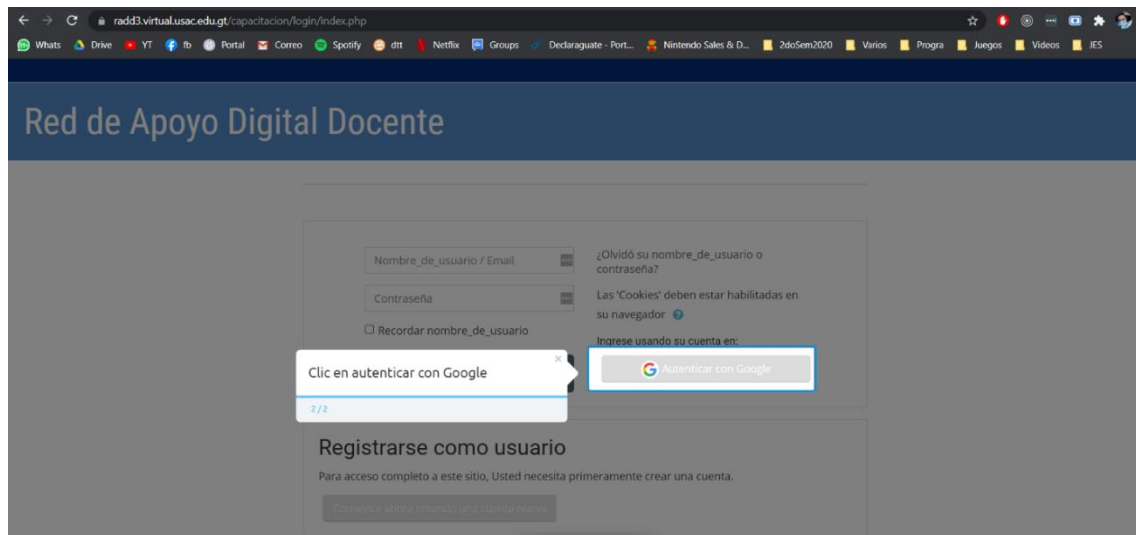 radd3.virtual.usac.edu.gt/capacitacion/login/index.php
Whats Drive YT fb Portal Correo Spotify dtt Netflix Groups Declaraguate - Port... Nintendo Sales & D... 2doSem2020 Varios Progra Juegos Videos JES
Red de Apoyo Digital Docente
Nombre_de_usuario / Email
Contraseña
Recordar nombre_de_usuario
¿Olvidó su nombre_de_usuario o
contraseña?
Las 'Cookies' deben estar habilitadas en
su navegador ?
Ingrese usando su cuenta en:
Autenticar con Google
Clic en autenticar con Google ×
2/2
Registrarse como usuario
Para acceso completo a este sitio, Usted necesita primeramente crear una cuenta.
Comience ahora creando una cuenta nueva